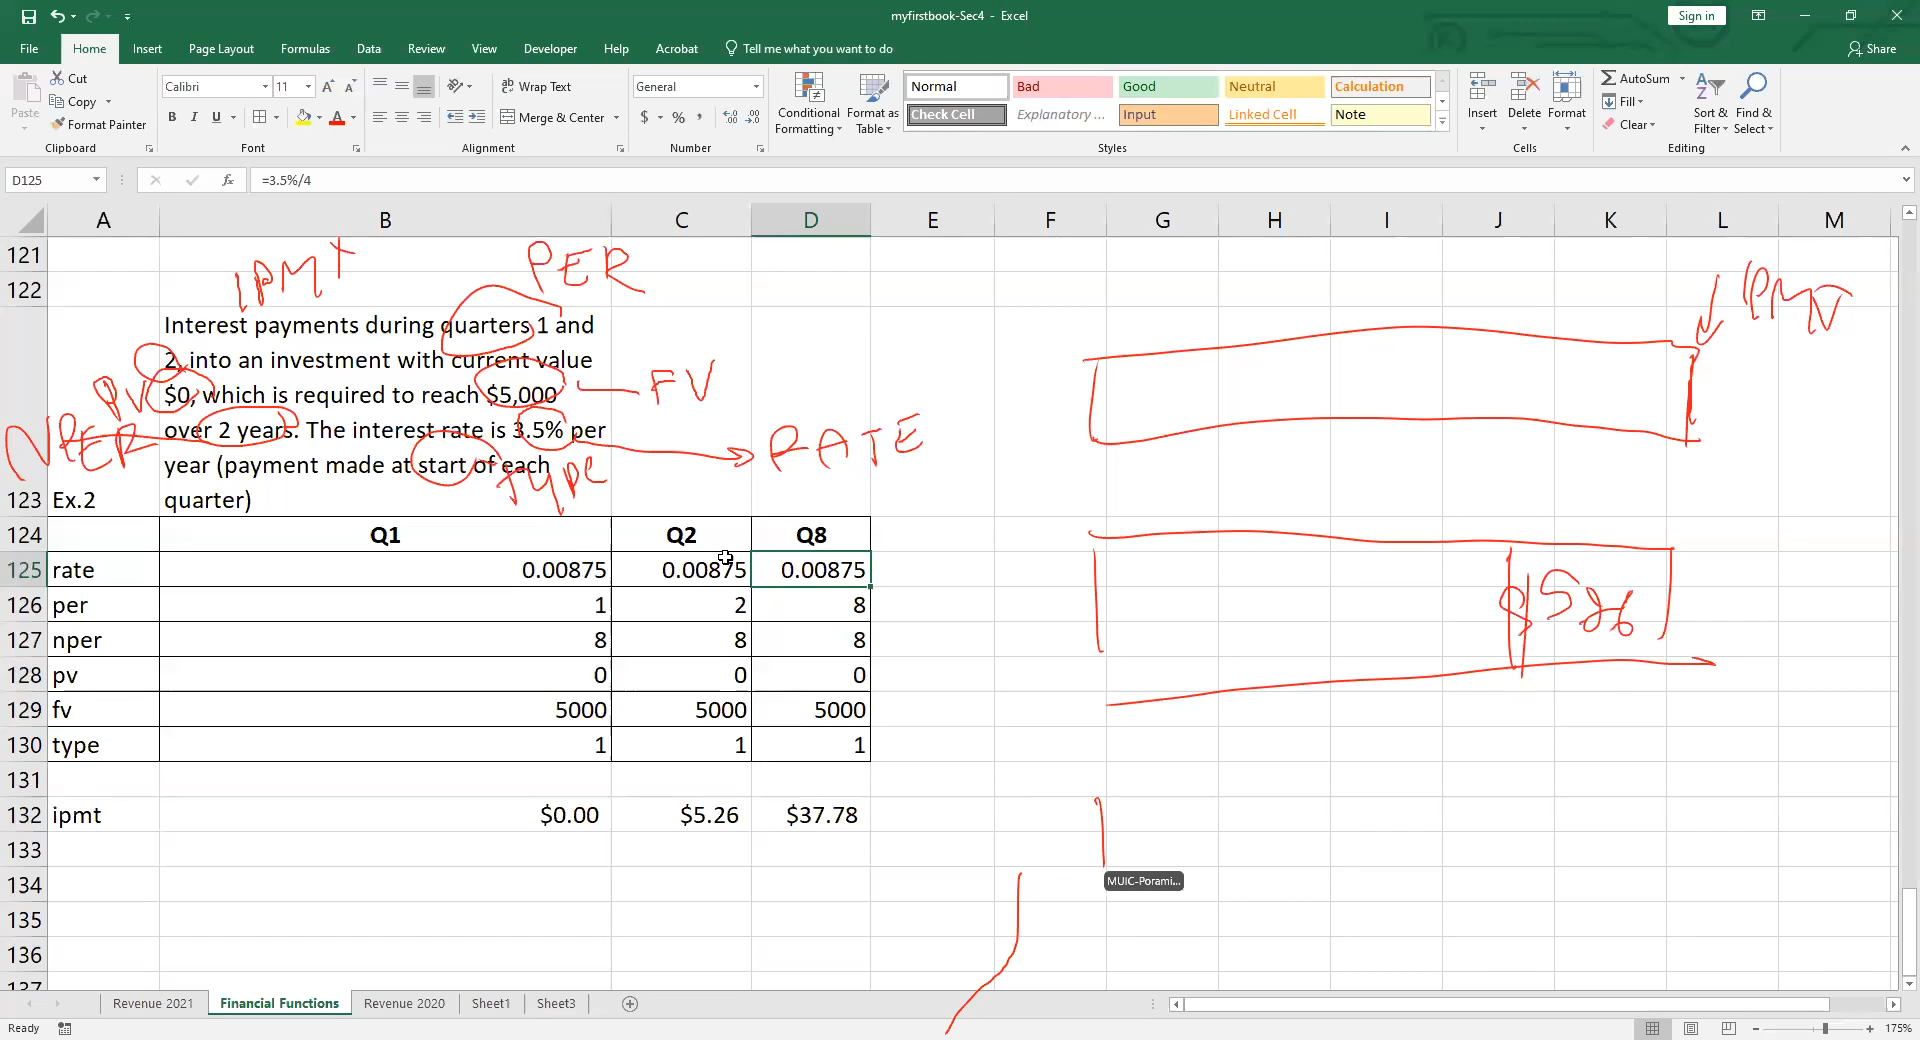 myfirstbook-Sec4 - Excel
Sign in
File Home Insert Page Layout Formulas Data Review View Developer Help Acrobat Tell me what you want to do Share
Paste
Cut
Copy
Format Painter
Clipboard
Calibri 11
B I U
Font
Wrap Text
Merge & Center
Alignment
General
$ %
Number
Conditional Formatting
Format as Table
Normal Bad Good Neutral Calculation
Check Cell Explanatory ... Input Linked Cell Note
Styles
Insert Delete Format
Cells
AutoSum
Fill
Clear
Sort & Filter
Find & Select
Editing
D125 fx =3.5%/4
A B C D E F G H I J K L M
121
122
IPMT
PER
IPMT
Interest payments during quarters 1 and
2, into an investment with current value
$0, which is required to reach $5,000
over 2 years. The interest rate is 3.5% per
year (payment made at start of each
quarter)
PV
FV
NPER
RATE
type
123 Ex.2
124 Q1 Q2 Q8
125 rate 0.00875 0.00875 0.00875
126 per 1 2 8
127 nper 8 8 8
128 pv 0 0 0
129 fv 5000 5000 5000
130 type 1 1 1
131
132 ipmt $0.00 $5.26 $37.78
133
134
135
136
137
$526
MUIC-Porami...
Revenue 2021 Financial Functions Revenue 2020 Sheet1 Sheet3
Ready
175%